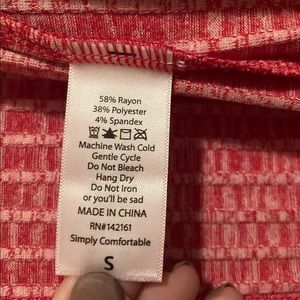 58% Rayon
38% Polyester
4% Spandex
Machine Wash Cold
Gentle Cycle
Do Not Bleach
Hang Dry
Do Not Iron
or you'll be sad!
MADE IN CHINA
RN#142161
Simply Comfortable
S